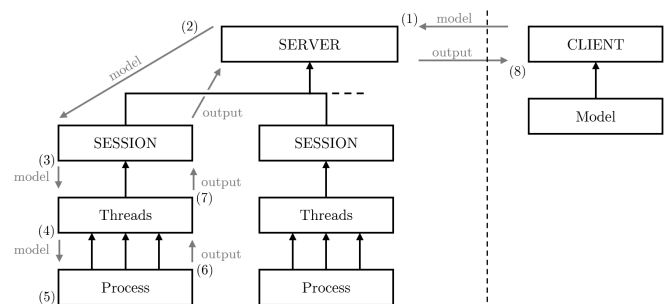 (1) model
(2)
SERVER
CLIENT
model
output
(8)
output
Model
SESSION
SESSION
(3)
model
output
(7)
Threads
Threads
(4)
model
output
(6)
Process
Process
(5)